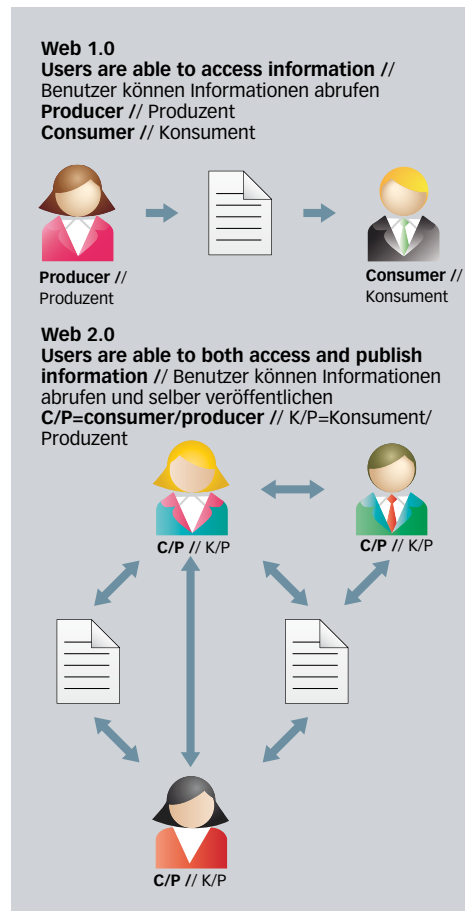 Web 1.0
Users are able to access information //
Benutzer können Informationen abrufen
Producer // Produzent
Consumer // Konsument
Producer //
Produzent
Consumer //
Konsument
Web 2.0
Users are able to both access and publish
information // Benutzer können Informationen
abrufen und selber veröffentlichen
C/P=consumer/producer // K/P=Konsument/
Produzent
C/P // K/P
C/P // K/P
C/P // K/P